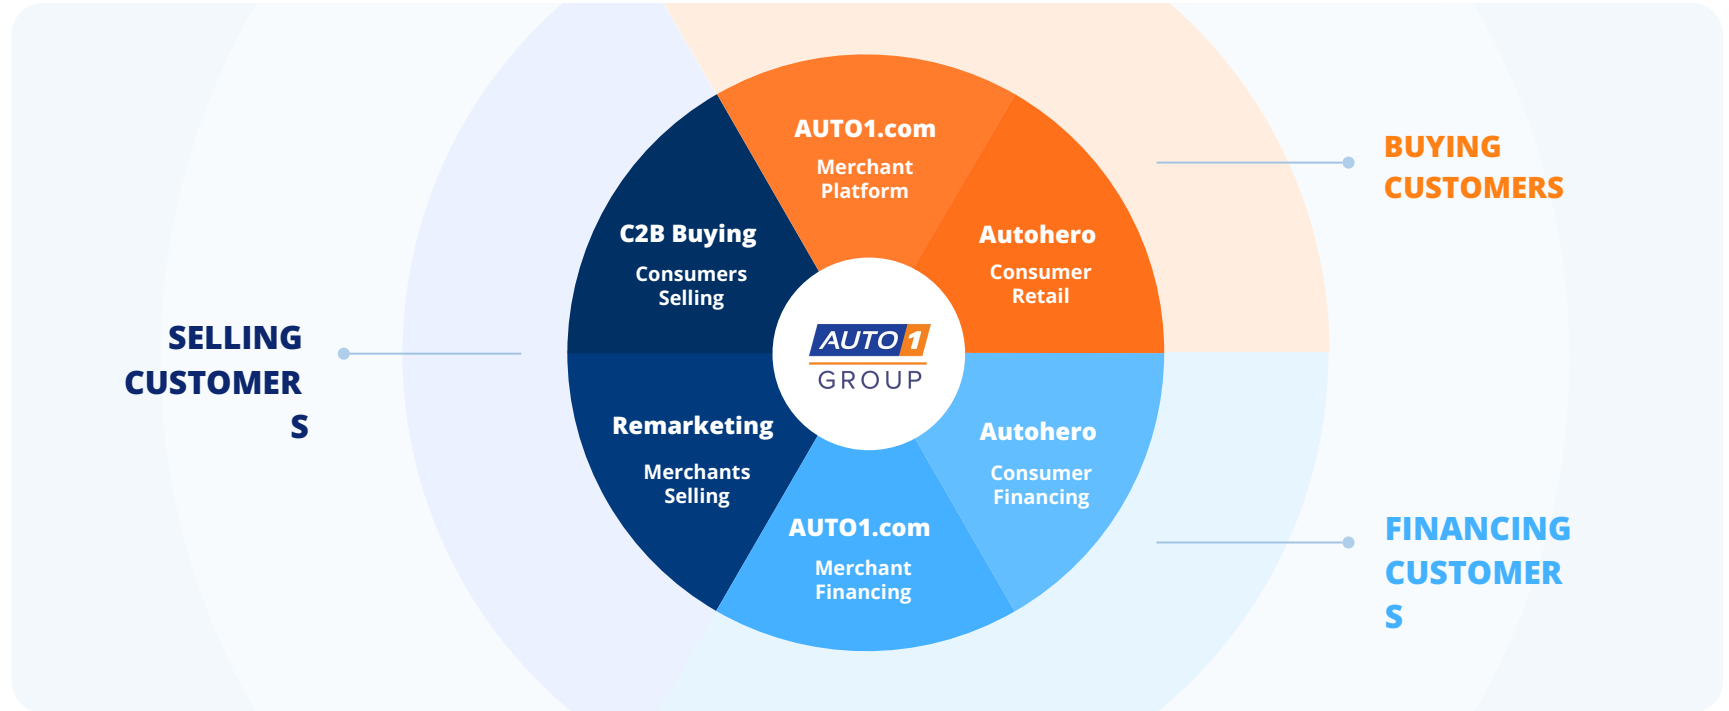 AUTO1.com
Merchant
Platform
Autohero
Consumer
Retail
C2B Buying
Consumers
Selling
Remarketing
Merchants
Selling
AUTO1.com
Merchant
Financing
Autohero
Consumer
Financing
AUTO1
GROUP
SELLING
CUSTOMER
S
BUYING
CUSTOMERS
FINANCING
CUSTOMER
S